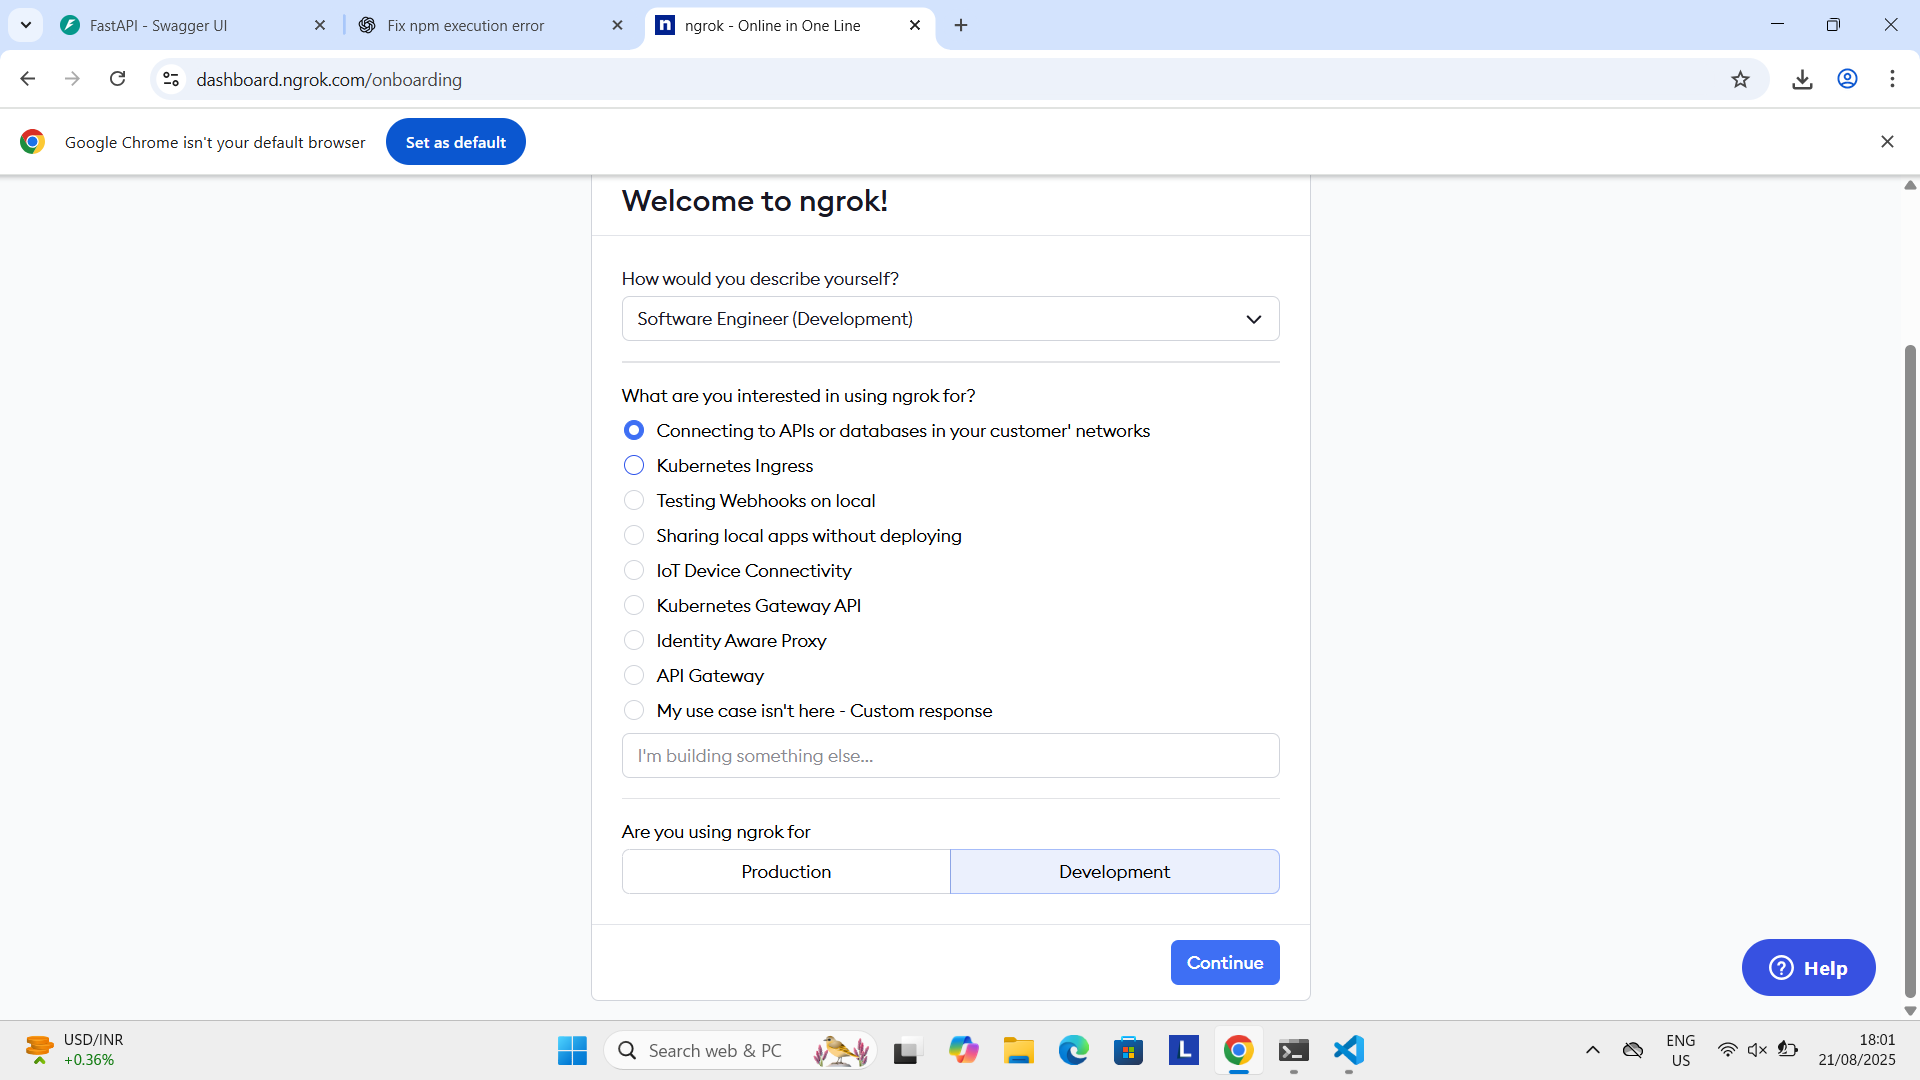 FastAPI - Swagger UI
Fix npm execution error
ngrok - Online in One Line
dashboard.ngrok.com/onboarding
Google Chrome isn't your default browser
Set as default
Welcome to ngrok!
How would you describe yourself?
Software Engineer (Development)
What are you interested in using ngrok for?
Connecting to APIs or databases in your customer' networks
Kubernetes Ingress
Testing Webhooks on local
Sharing local apps without deploying
IoT Device Connectivity
Kubernetes Gateway API
Identity Aware Proxy
API Gateway
My use case isn't here - Custom response
I'm building something else...
Are you using ngrok for
Production
Development
Continue
Help
USD/INR
+0.36%
Search web & PC
ENG
US
18:01
21/08/2025